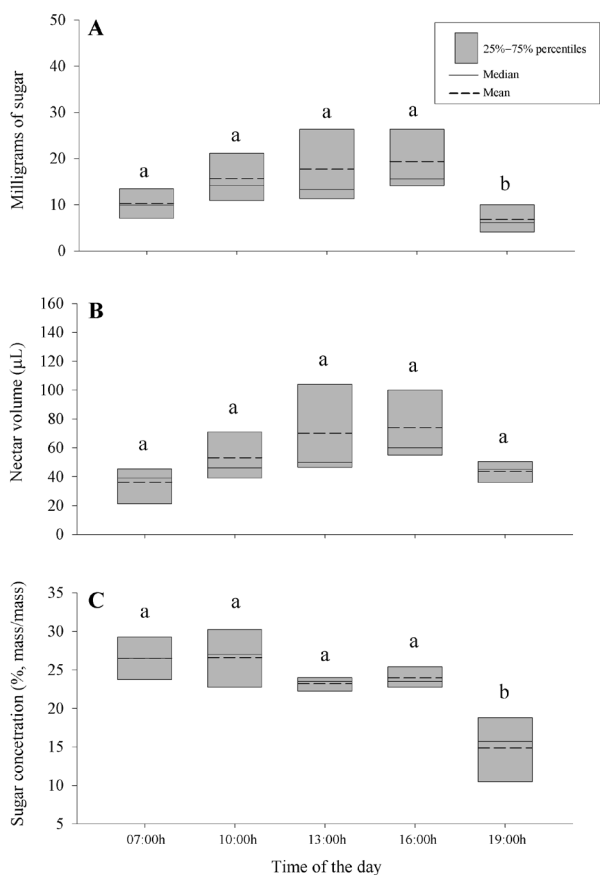 A
25%–75% percentiles
Median
Mean
Milligrams of sugar
50
40
30
20
10
0
a
a
a
a
b
B
Nectar volume (µL)
160
140
120
100
80
60
40
20
0
a
a
a
a
a
C
Sugar concetration (%, mass/mass)
35
30
25
20
15
10
5
a
a
a
a
b
07:00h 10:00h 13:00h 16:00h 19:00h
Time of the day